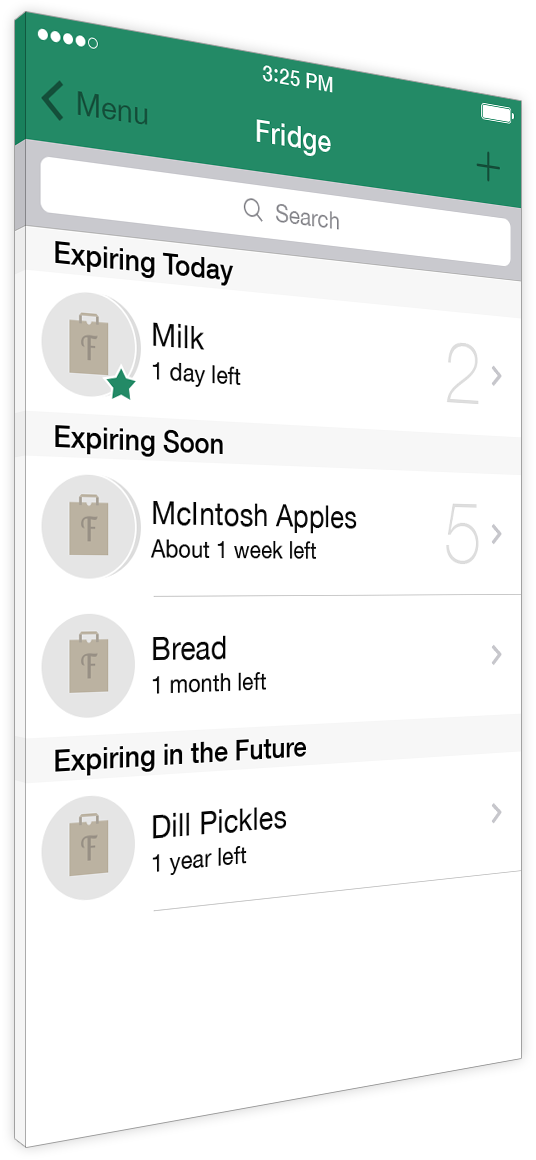 3:25 PM
Menu
Fridge
Search
Expiring Today
F
Milk
1 day left
2
Expiring Soon
F
McIntosh Apples
About 1 week left
5
F
Bread
1 month left
Expiring in the Future
F
Dill Pickles
1 year left